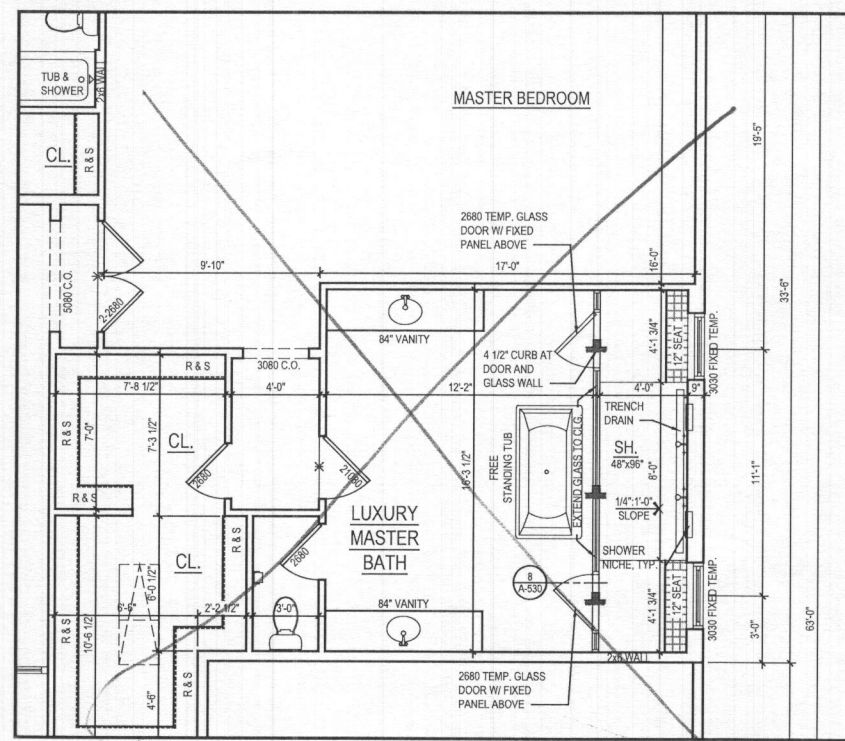 TUB &
SHOWER
2x6 WALL
CL.
R & S
MASTER BEDROOM
19'-5"
2680 TEMP. GLASS
DOOR W/ FIXED
PANEL ABOVE
5080 C.O.
2-2680
9'-10"
17'-0"
16'-0"
33'-6"
84" VANITY
4 1/2" CURB AT
DOOR AND
GLASS WALL
4'-1 3/4"
12" SEAT
3030 FIXED TEMP.
3080 C.O.
R & S
7'-8 1/2"
4'-0"
12'-2"
4'-0"
9"
R & S
7'-0"
7'-3 1/2"
CL.
2680
21080
16'-3 1/2"
FREE
STANDING TUB
EXTEND GLASS TO CLG.
TRENCH
DRAIN
SH.
48"x96"
8'-0"
1/4":1'-0"
SLOPE
11'-1"
R & S
LUXURY
MASTER
BATH
SHOWER
NICHE, TYP.
R & S
CL.
2680
8
A-530
R & S
6'-6"
6'-0 1/2"
2'-2 1/2"
3'-0"
84" VANITY
4'-1 3/4"
12" SEAT
3030 FIXED TEMP.
3'-0"
63'-0"
10'-6 1/2"
2x6 WALL
4'-6"
R & S
2680 TEMP. GLASS
DOOR W/ FIXED
PANEL ABOVE